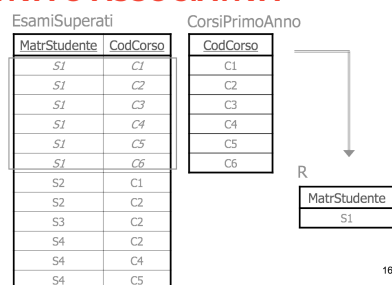 EsamiSuperati CorsiPrimoAnno
MatrStudente CodCorso CodCorso
S1 C1 C1
S1 C2 C2
S1 C3 C3
S1 C4 C4
S1 C5 C5
S1 C6 C6
R
S2 C1
MatrStudente
S2 C2
S1
S3 C2
S4 C2
S4 C4
S4 C5
16